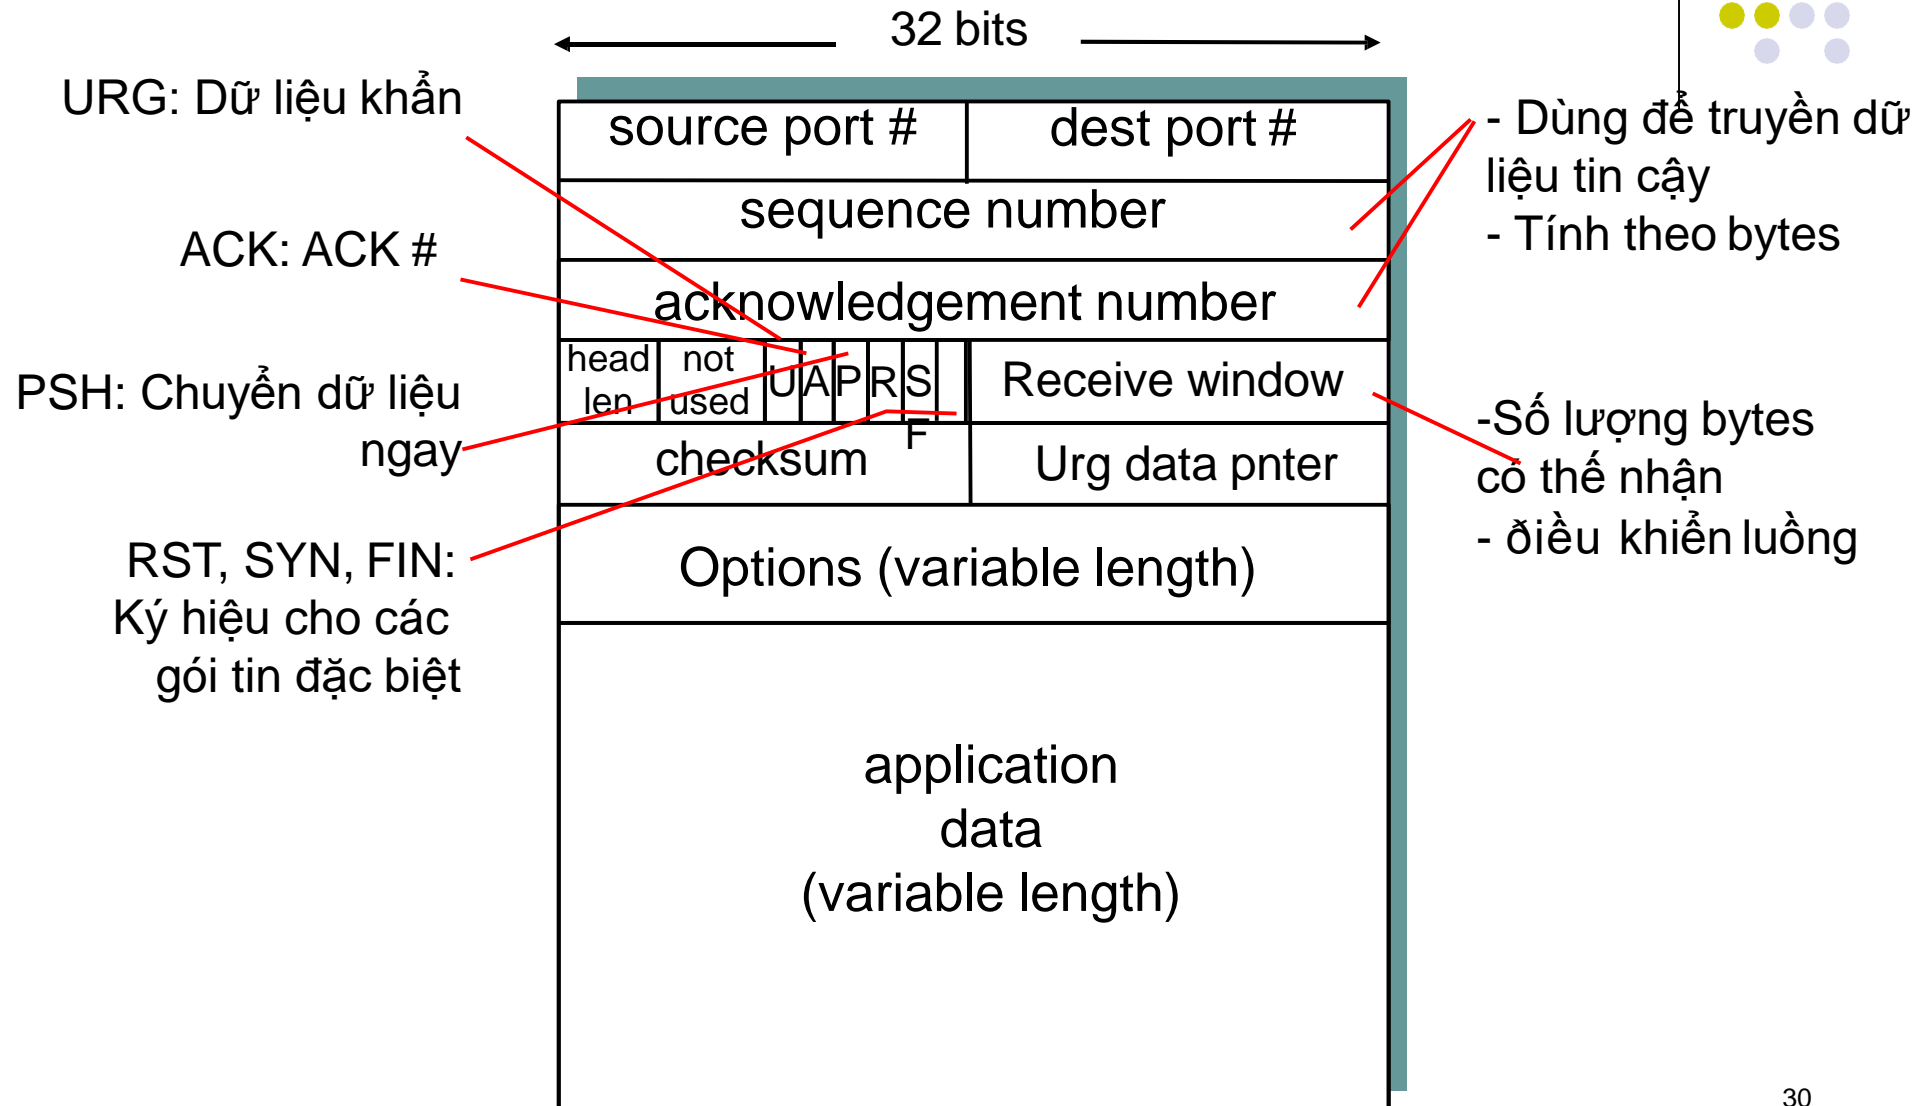 32 bits
URG: Dữ liệu khẩn
ACK: ACK #
PSH: Chuyển dữ liệu
ngay
RST, SYN, FIN:
Ký hiệu cho các
gói tin đặc biệt
source port #
dest port #
sequence number
acknowledgement number
head
len
not
used
U
A
P
R
S
F
Receive window
checksum
Urg data pnter
Options (variable length)
application
data
(variable length)
- Dùng để truyền dữ
liệu tin cậy
- Tính theo bytes
-Số lượng bytes
có thể nhận
- ðiều khiển luồng
30